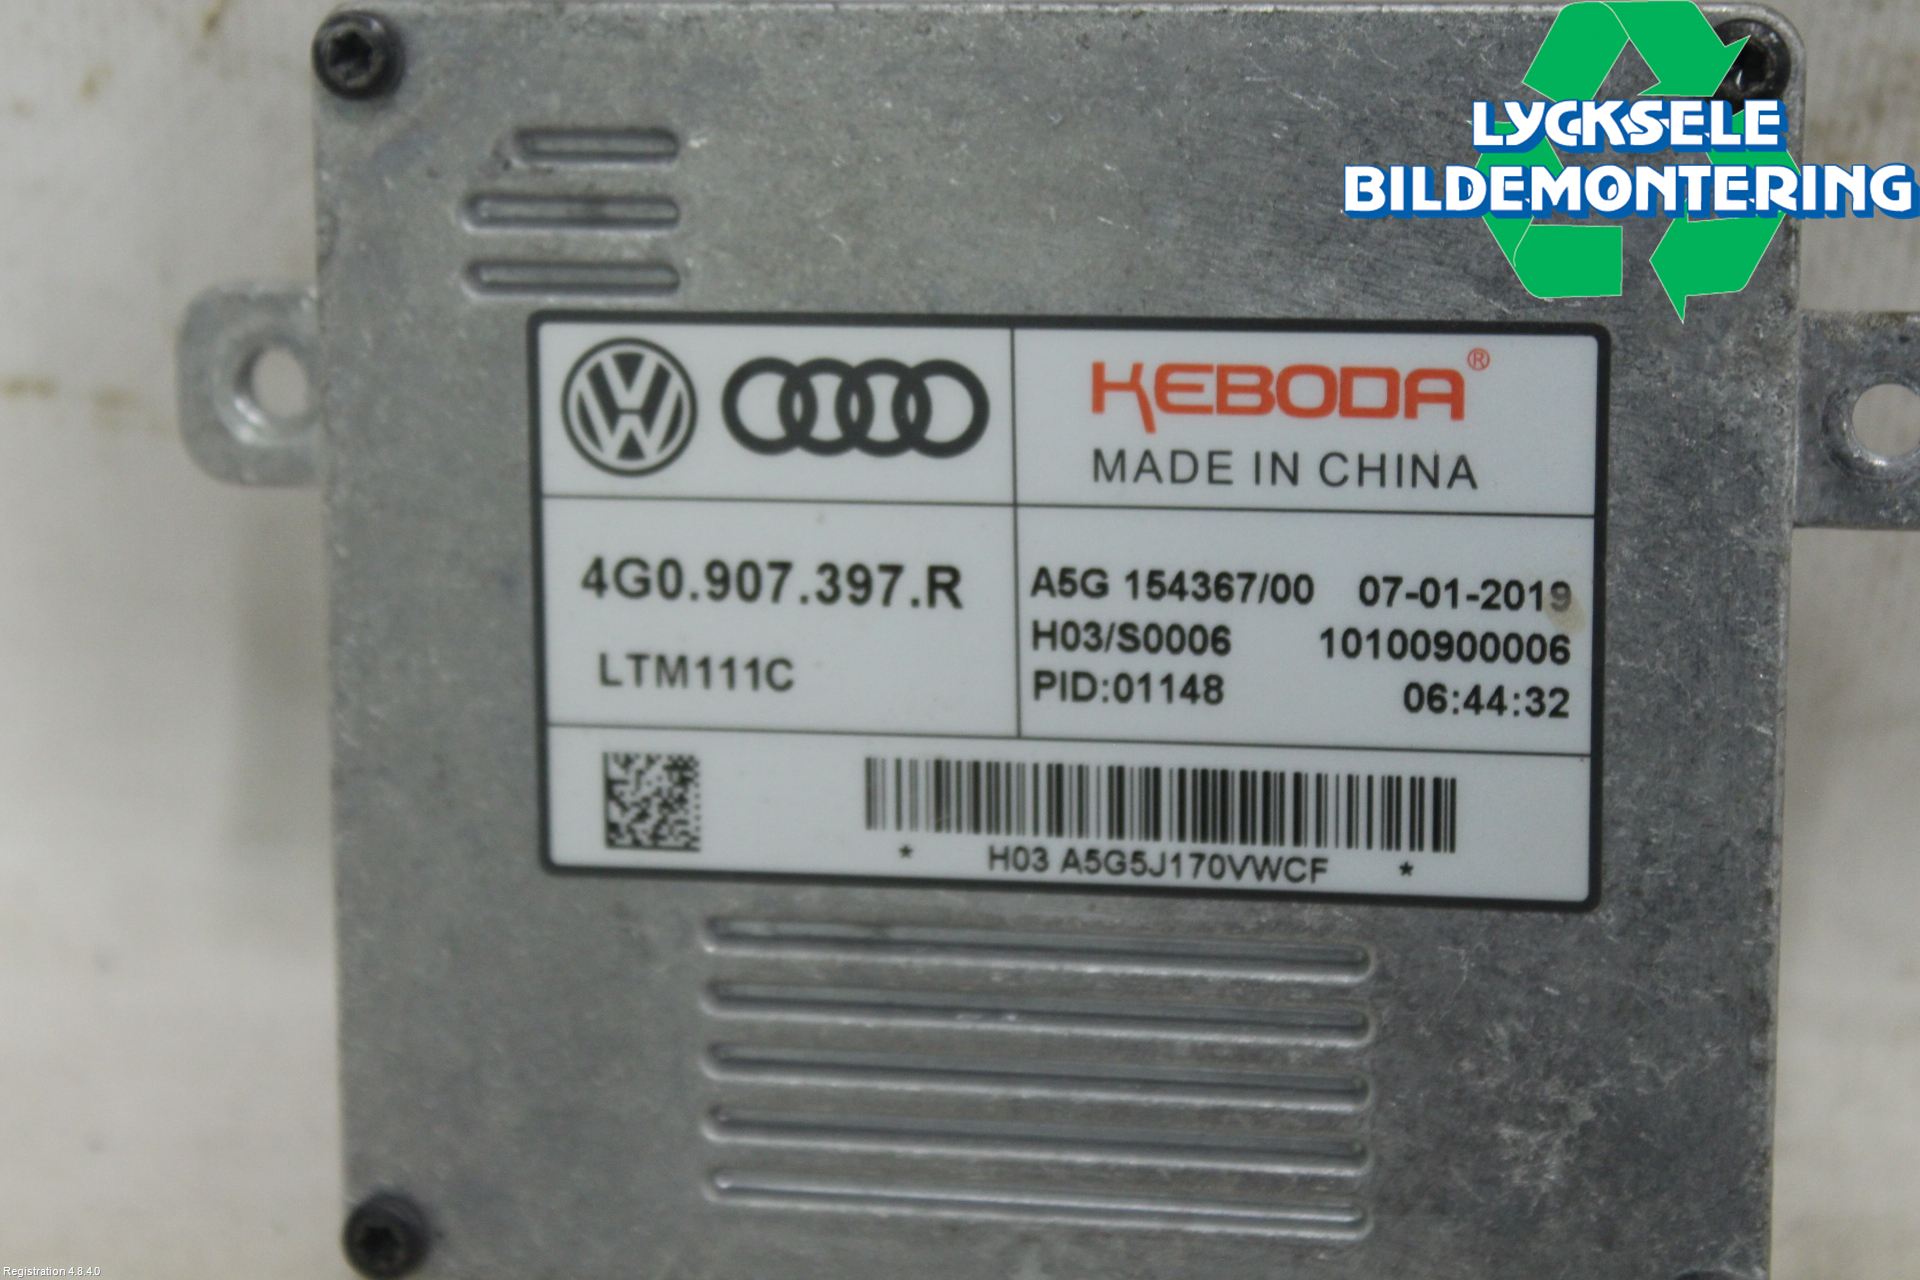 LYCKSELE
BILDEMONTERING
KEBODA®
MADE IN CHINA
4G0.907.397.R
LTM111C
A5G 154367/00 07-01-2019
H03/S0006 10100900006
PID:01148 06:44:32
* H03 A5G5J170VWCF *
Registration 4.8.4.0